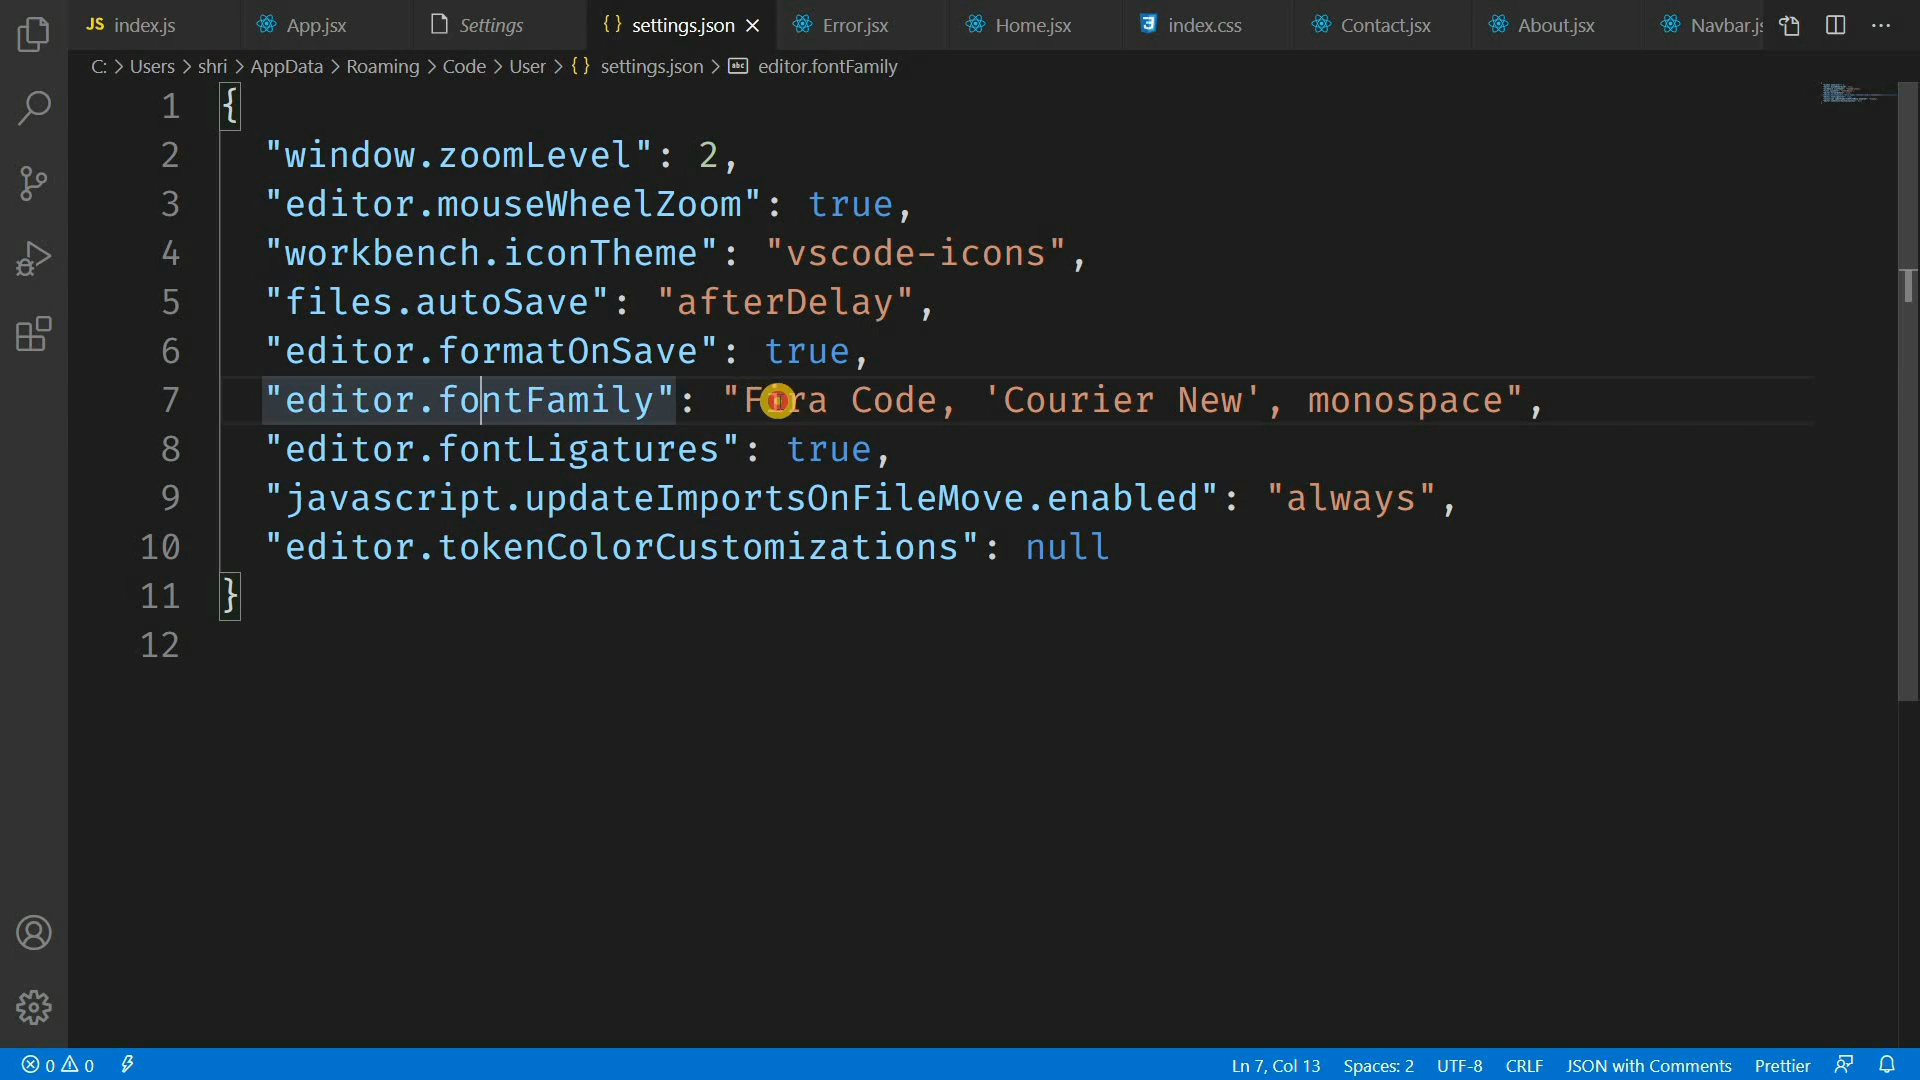 JS index.js App.jsx Settings {} settings.json Error.jsx Home.jsx index.css Contact.jsx About.jsx Navbar.js
C: > Users > shri > AppData > Roaming > Code > User > {} settings.json > abc editor.fontFamily
1 {
2 "window.zoomLevel": 2,
3 "editor.mouseWheelZoom": true,
4 "workbench.iconTheme": "vscode-icons",
5 "files.autoSave": "afterDelay",
6 "editor.formatOnSave": true,
7 "editor.fontFamily": "Fira Code, 'Courier New', monospace",
8 "editor.fontLigatures": true,
9 "javascript.updateImportsOnFileMove.enabled": "always",
10 "editor.tokenColorCustomizations": null
11 }
12
0 0 Ln 7, Col 13 Spaces: 2 UTF-8 CRLF JSON with Comments Prettier